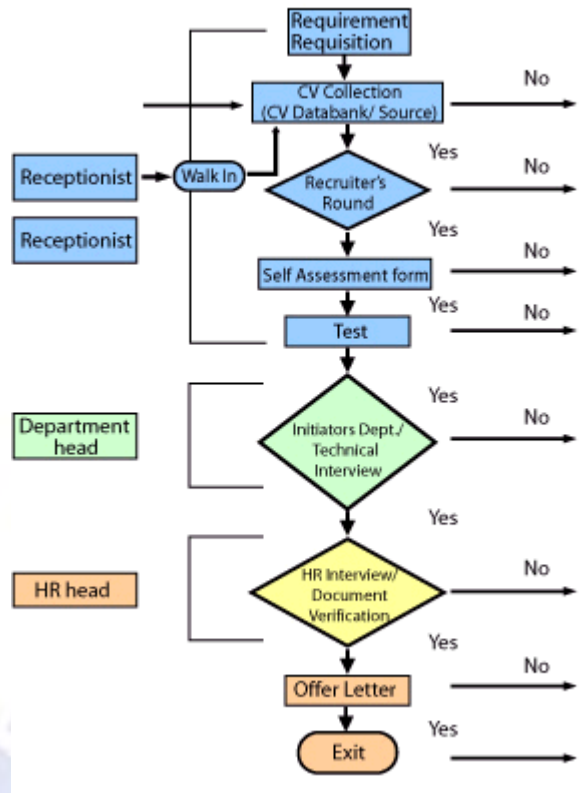 Requirement
Requisition
No
CV Collection
(CV Databank/ Source)
Yes
No
Receptionist
Walk In
Recruiter's
Round
Receptionist
Yes
No
Self Assessment form
Yes
No
Test
Yes
No
Department
head
Initiators Dept./
Technical
Interview
Yes
No
HR head
HR Interview/
Document
Verification
Yes
No
Offer Letter
Yes
Exit